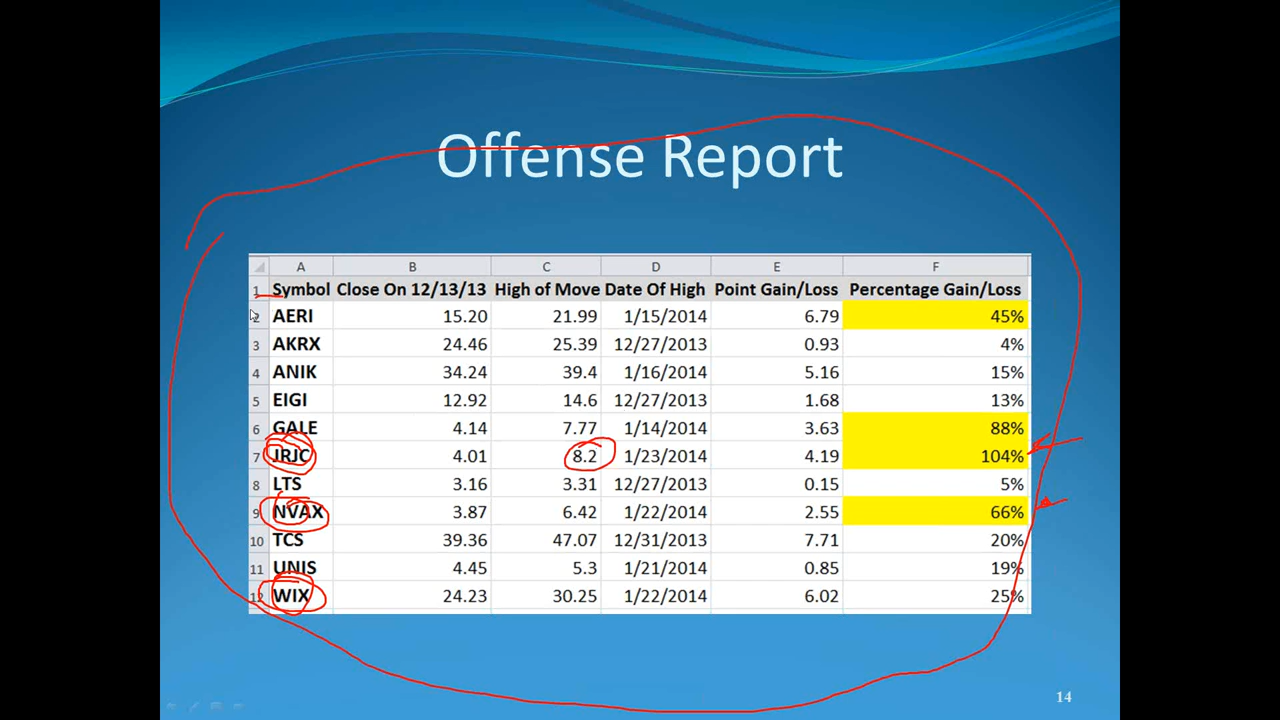 Offense Report
A B C D E F
1 Symbol Close On 12/13/13 High of Move Date Of High Point Gain/Loss Percentage Gain/Loss
2 AERI 15.20 21.99 1/15/2014 6.79 45%
3 AKRX 24.46 25.39 12/27/2013 0.93 4%
4 ANIK 34.24 39.4 1/16/2014 5.16 15%
5 EIGI 12.92 14.6 12/27/2013 1.68 13%
6 GALE 4.14 7.77 1/14/2014 3.63 88%
7 JRJC 4.01 8.2 1/23/2014 4.19 104%
8 LTS 3.16 3.31 12/27/2013 0.15 5%
9 NVAX 3.87 6.42 1/22/2014 2.55 66%
10 TCS 39.36 47.07 12/31/2013 7.71 20%
11 UNIS 4.45 5.3 1/21/2014 0.85 19%
12 WIX 24.23 30.25 1/22/2014 6.02 25%
14